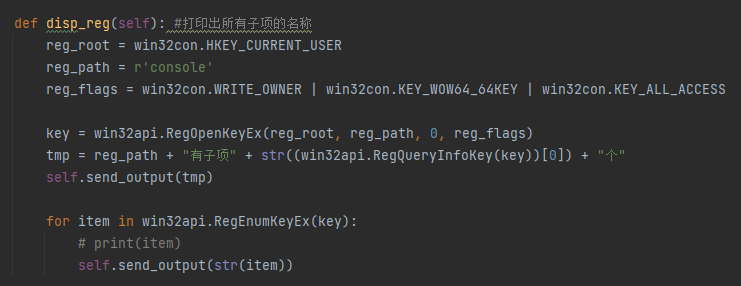 def disp_reg(self): #打印出所有子项的名称
    reg_root = win32con.HKEY_CURRENT_USER
    reg_path = r'console'
    reg_flags = win32con.WRITE_OWNER | win32con.KEY_WOW64_64KEY | win32con.KEY_ALL_ACCESS

    key = win32api.RegOpenKeyEx(reg_root, reg_path, 0, reg_flags)
    tmp = reg_path + "有子项" + str((win32api.RegQueryInfoKey(key))[0]) + "个"
    self.send_output(tmp)

    for item in win32api.RegEnumKeyEx(key):
        # print(item)
        self.send_output(str(item))